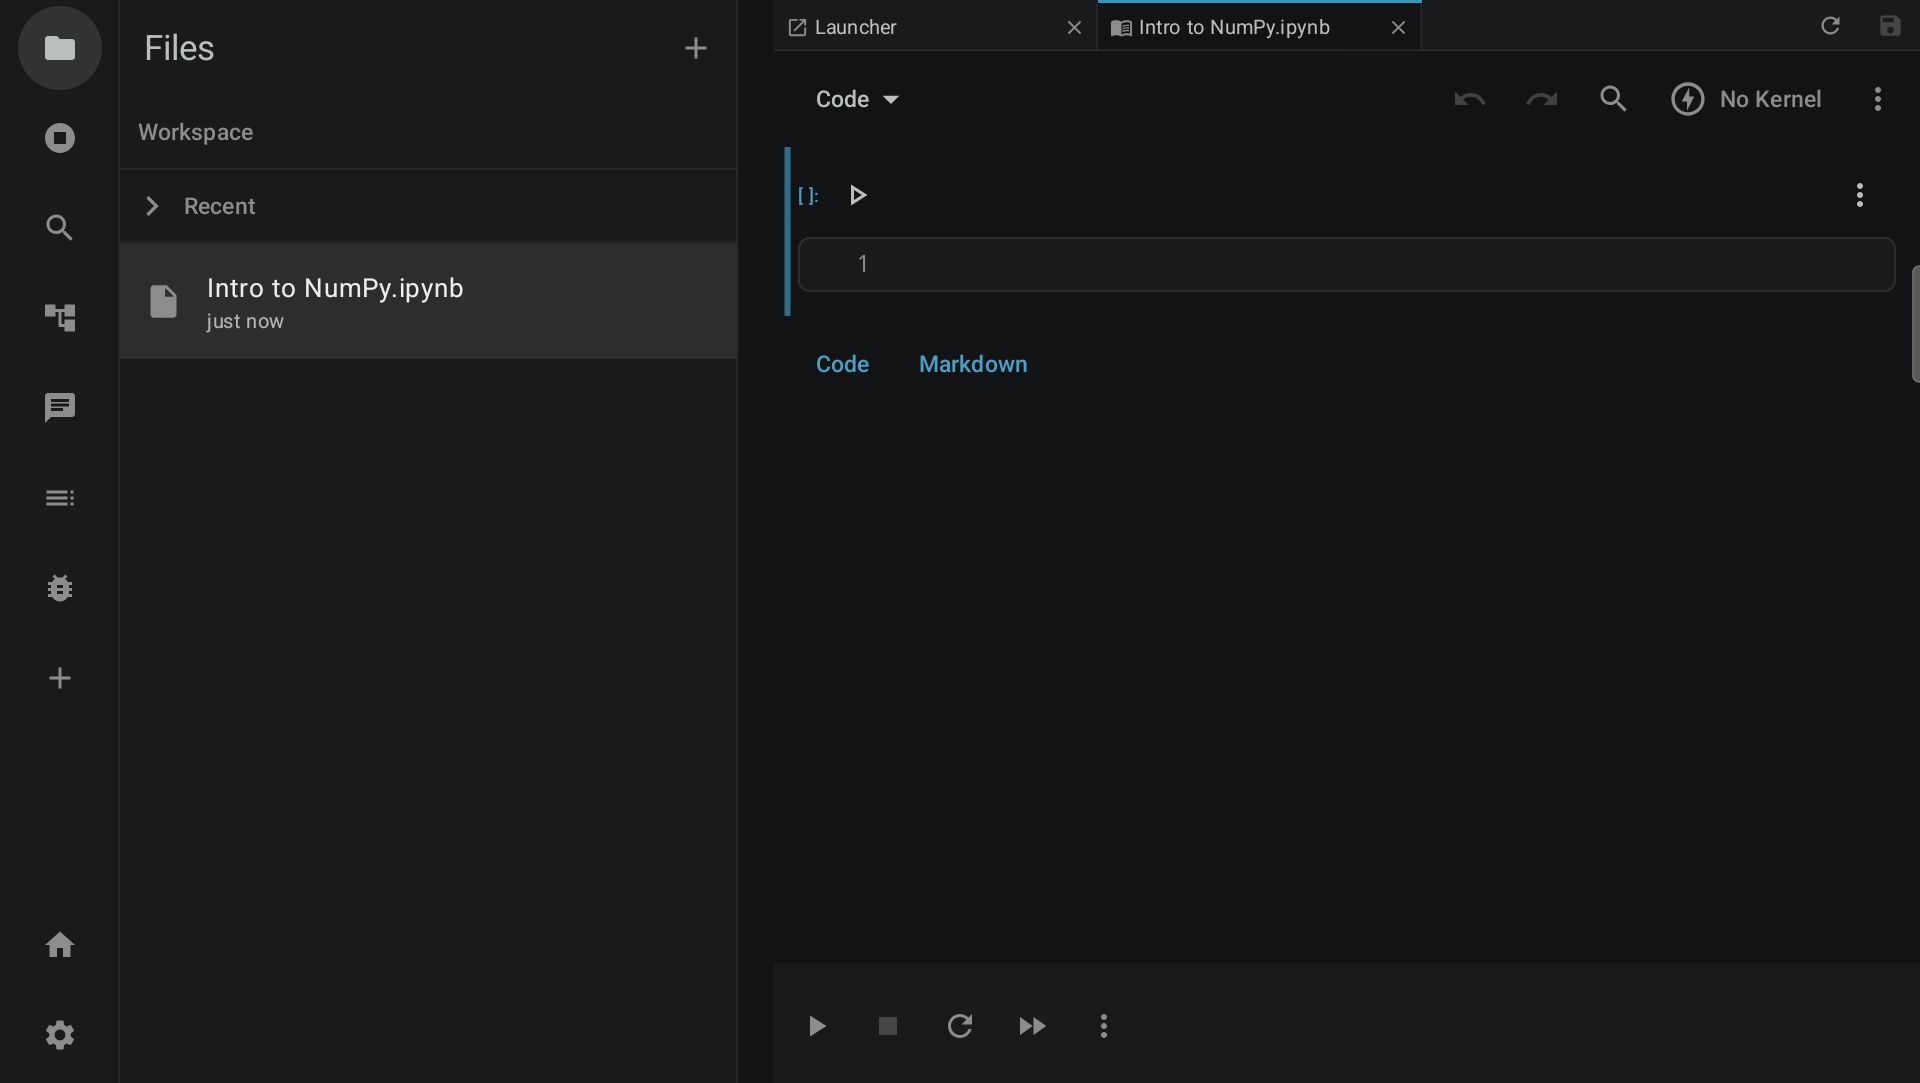 Files
Workspace
Recent
Intro to NumPy.ipynb
just now
Launcher
Intro to NumPy.ipynb
Code
No Kernel
[ ]:
1
Code Markdown